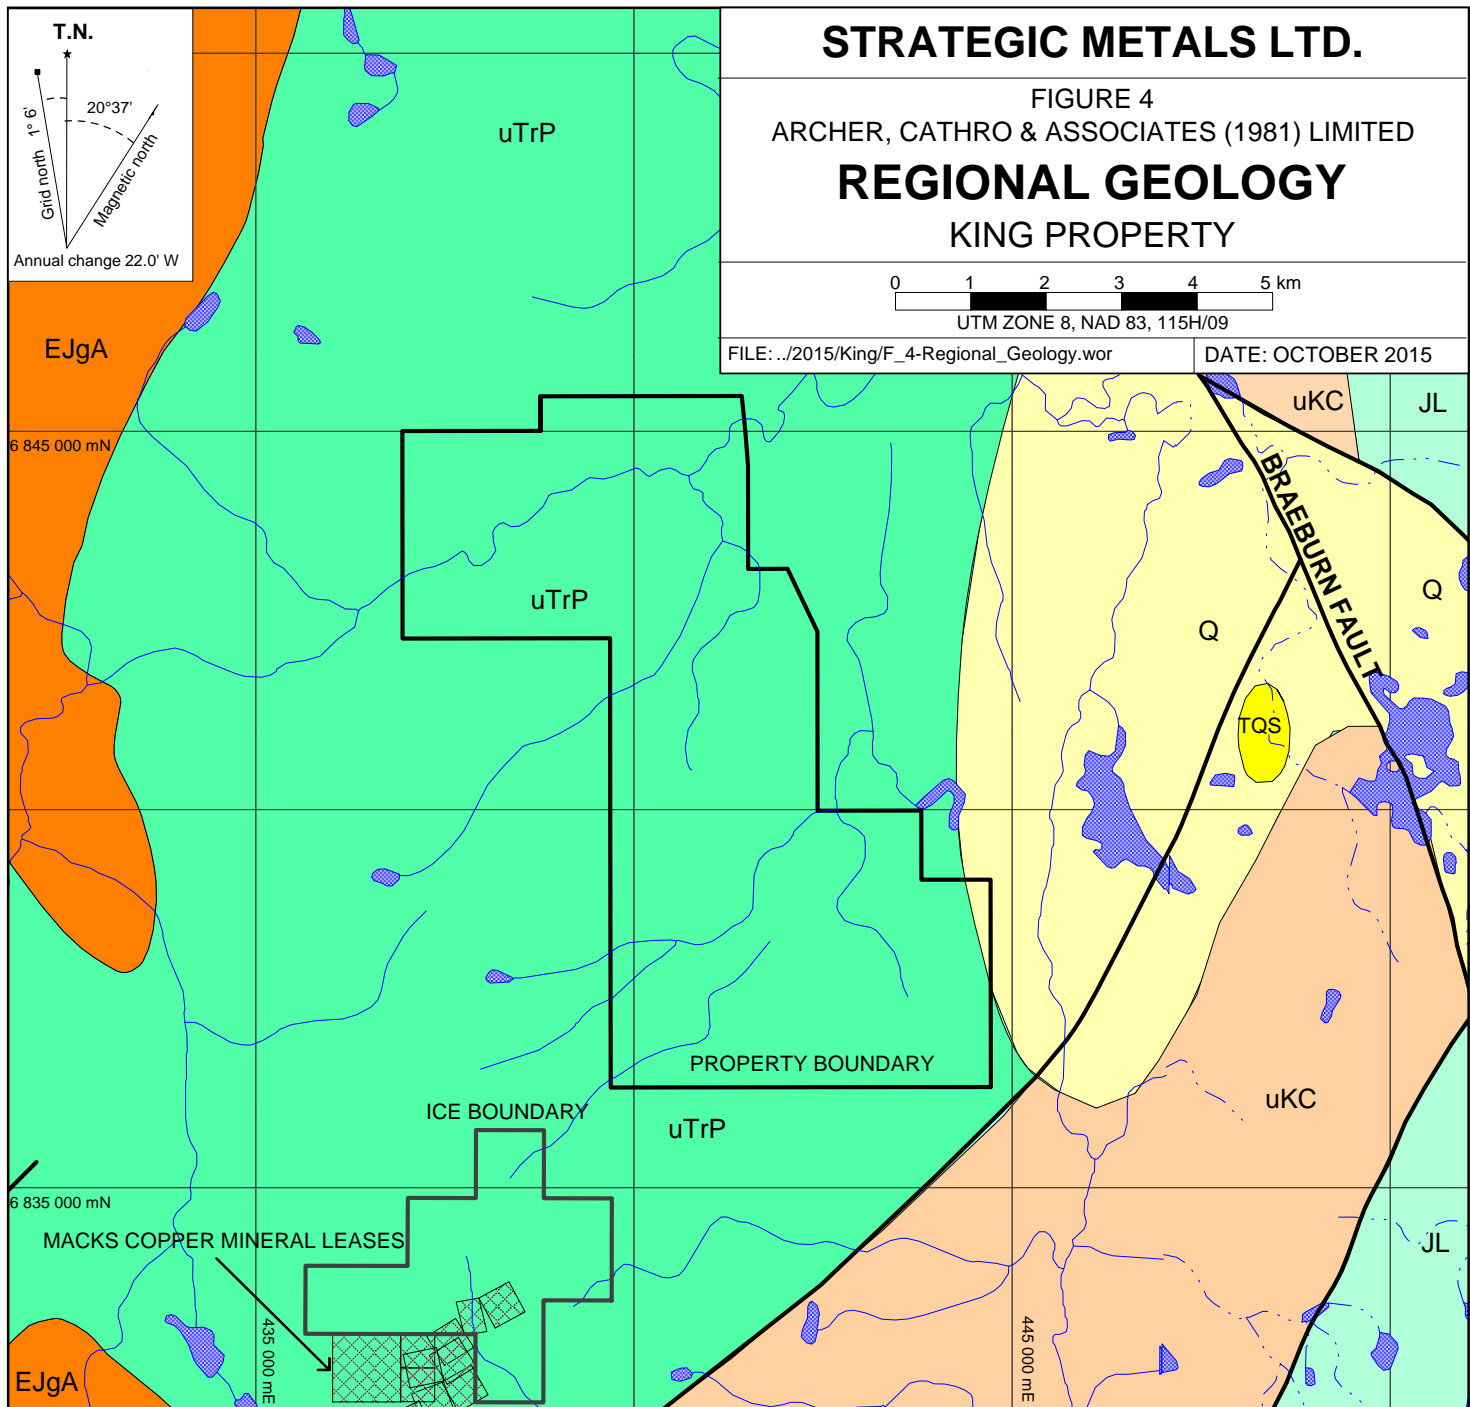 T.N.
20°37'
Grid north 1° 6'
Magnetic north
Annual change 22.0' W
STRATEGIC METALS LTD.
FIGURE 4
ARCHER, CATHRO & ASSOCIATES (1981) LIMITED
REGIONAL GEOLOGY
KING PROPERTY
0 1 2 3 4 5 km
UTM ZONE 8, NAD 83, 115H/09
FILE: ../2015/King/F_4-Regional_Geology.wor
DATE: OCTOBER 2015
uTrP
EJgA
uKC
JL
6 845 000 mN
BRAEBURN FAULT
uTrP
Q
Q
TQS
PROPERTY BOUNDARY
uKC
ICE BOUNDARY
uTrP
6 835 000 mN
MACKS COPPER MINERAL LEASES
JL
435 000 mE
445 000 mE
EJgA